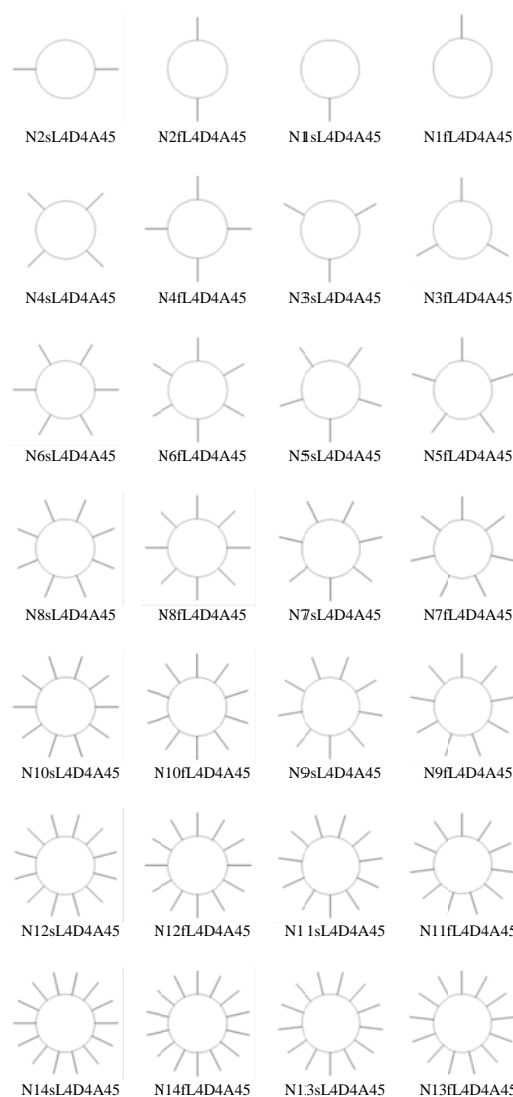 N2sL4D4A45 N2fL4D4A45 N1sL4D4A45 N1fL4D4A45
N4sL4D4A45 N4fL4D4A45 N3sL4D4A45 N3fL4D4A45
N6sL4D4A45 N6fL4D4A45 N5sL4D4A45 N5fL4D4A45
N8sL4D4A45 N8fL4D4A45 N7sL4D4A45 N7fL4D4A45
N10sL4D4A45 N10fL4D4A45 N9sL4D4A45 N9fL4D4A45
N12sL4D4A45 N12fL4D4A45 N11sL4D4A45 N11fL4D4A45
N14sL4D4A45 N14fL4D4A45 N13sL4D4A45 N13fL4D4A45